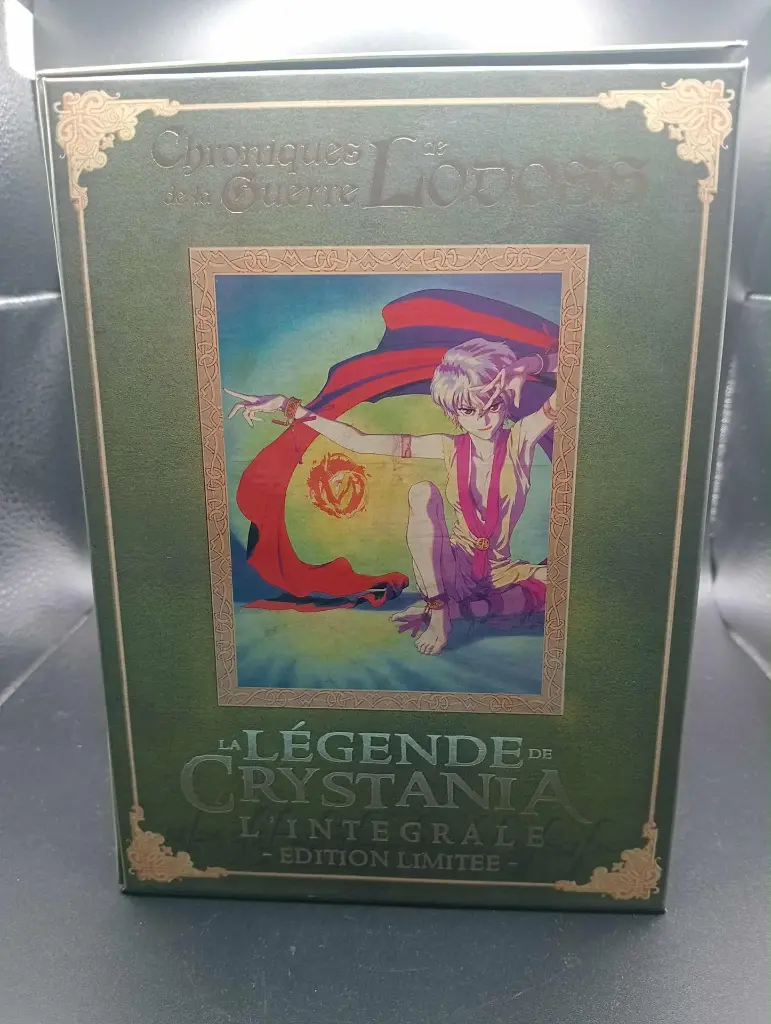 Chroniques de
de la Guerre Lodoss
LA LÉGENDE DE
CRYSTANIA
L'INTEGRALE
- EDITION LIMITEE -